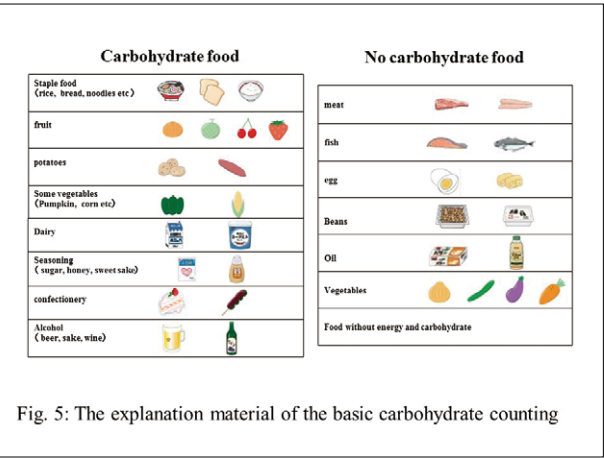 Carbohydrate food
Staple food
(rice, bread, noodles etc)
fruit
potatoes
Some vegetables
(Pumpkin, corn etc)
Dairy
Seasoning
( sugar, honey, sweet sake)
confectionery
Alcohol
( beer, sake, wine)
No carbohydrate food
meat
fish
egg
Beans
Oil
Vegetables
Food without energy and carbohydrate
Fig. 5: The explanation material of the basic carbohydrate counting